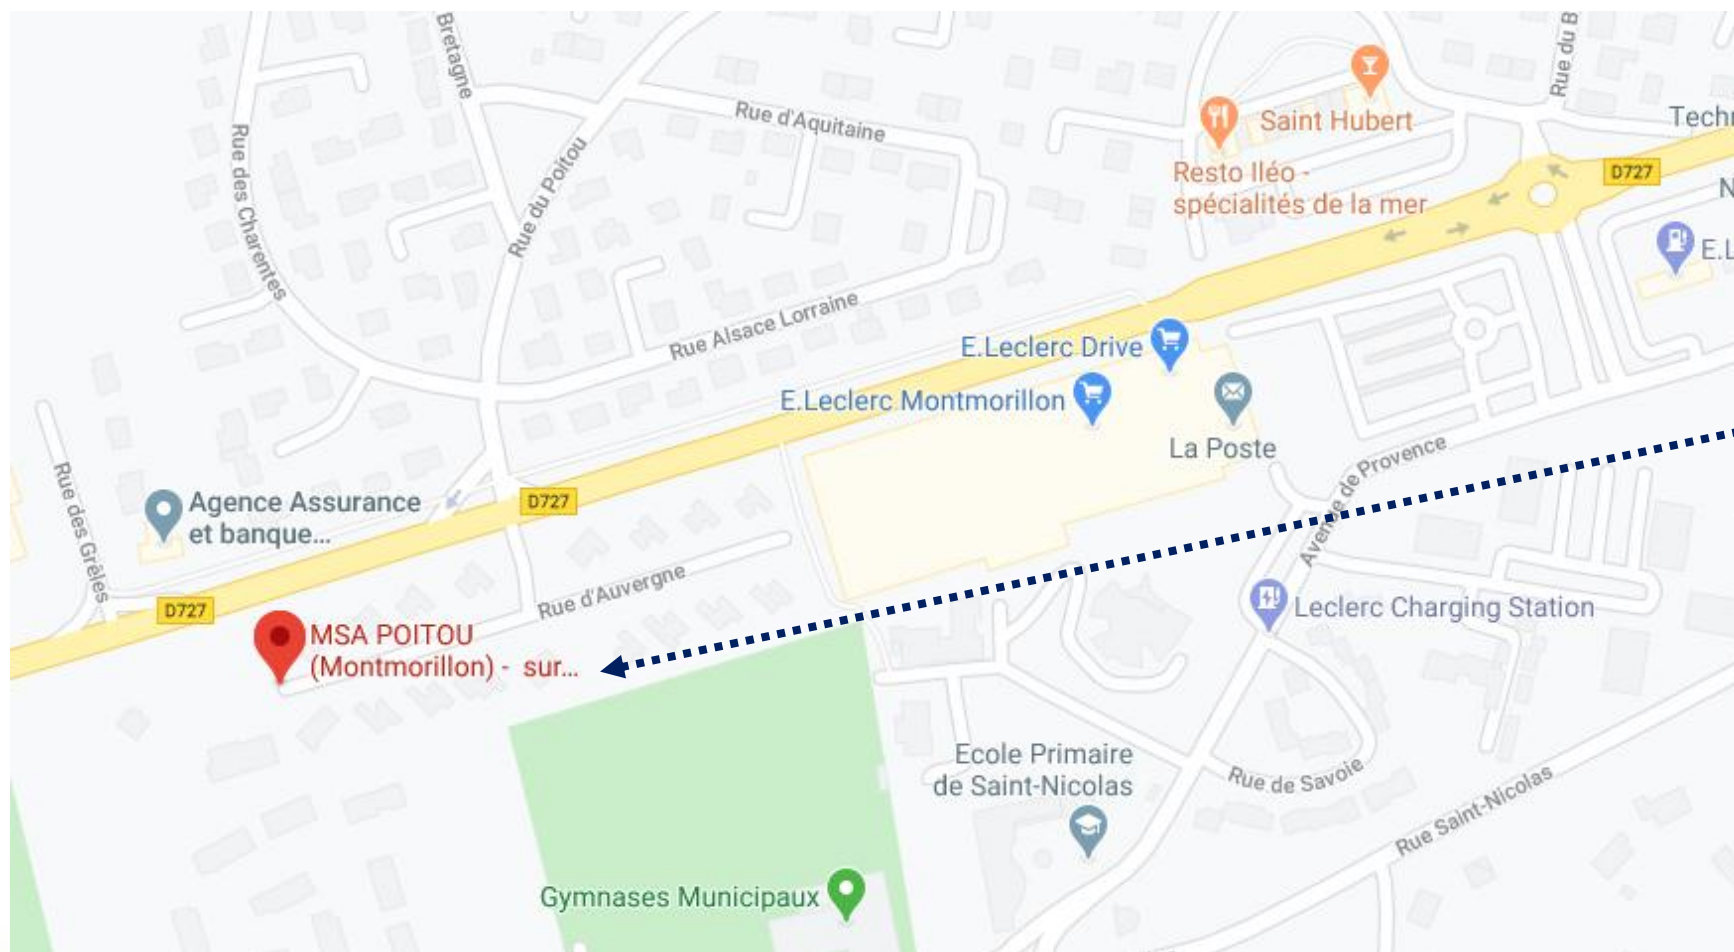 Bretagne
Rue du B
Rue d'Aquitaine
Saint Hubert
Techn
Rue des Charentes
Rue du Poitou
Resto Iléo -
spécialités de la mer
D727
N
E.L
Rue Alsace Lorraine
E.Leclerc Drive
E.Leclerc Montmorillon
La Poste
Avenue de Provence
Rue des Grêles
Agence Assurance
et banque...
D727
Rue d'Auvergne
D727
Leclerc Charging Station
MSA POITOU
(Montmorillon) - sur...
Ecole Primaire
de Saint-Nicolas
Rue de Savoie
Rue Saint-Nicolas
Gymnases Municipaux